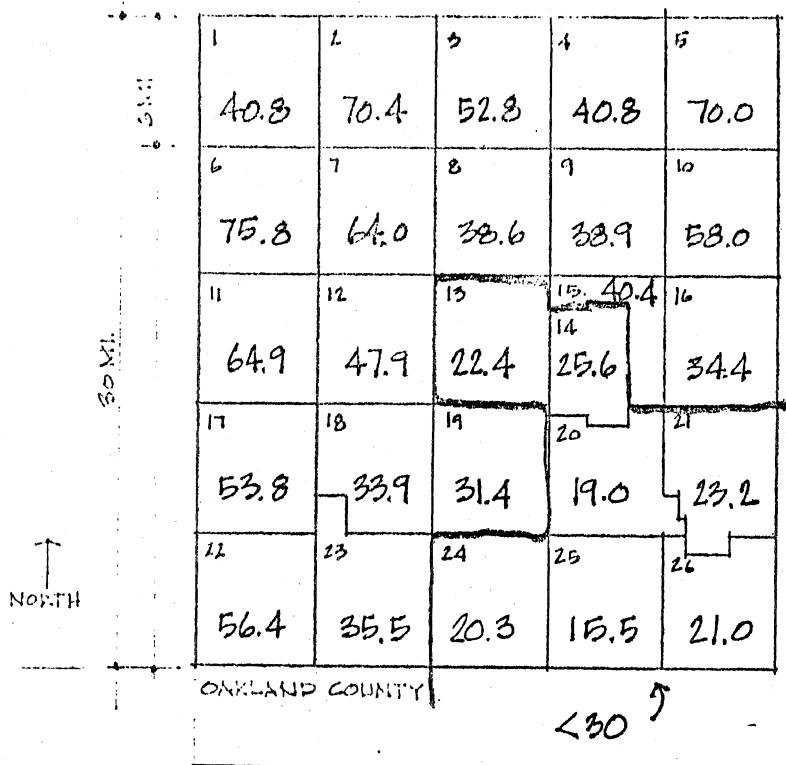 1 2 3 4 5
40.8 70.4 52.8 40.8 70.0
6 MI.
6 7 8 9 10
75.8 64.0 38.6 38.9 58.0
11 12 13 15. 40.4 16
14
64.9 47.9 22.4 25.6 34.4
30 MI.
17 18 19 20 21
53.8 33.9 31.4 19.0 23.2
22 23 24 25 26
56.4 35.5 20.3 15.5 21.0
NORTH
OAKLAND COUNTY
<30